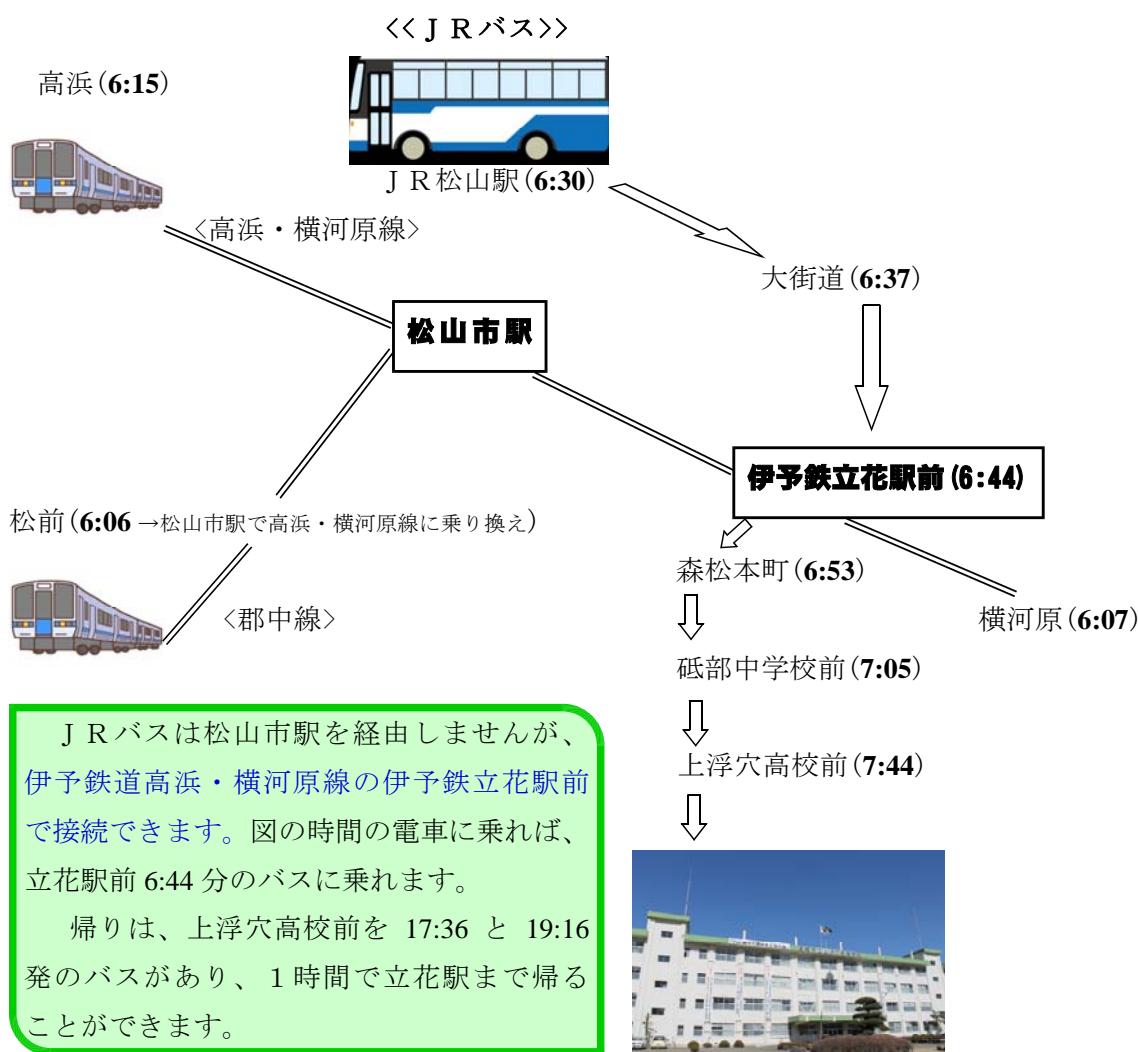 <<ＪＲバス>>
高浜(6:15)
ＪＲ松山駅(6:30)
<高浜・横河原線>
大街道(6:37)
松山市駅
伊予鉄立花駅前(6:44)
松前(6:06 →松山市駅で高浜・横河原線に乗り換え)
森松本町(6:53)
<郡中線>
横河原(6:07)
砥部中学校前(7:05)
上浮穴高校前(7:44)
ＪＲバスは松山市駅を経由しませんが、
伊予鉄道高浜・横河原線の伊予鉄立花駅前
で接続できます。図の時間の電車に乗れば、
立花駅前 6:44 分のバスに乗れます。
帰りは、上浮穴高校前を 17:36 と 19:16
発のバスがあり、１時間で立花駅まで帰る
ことができます。